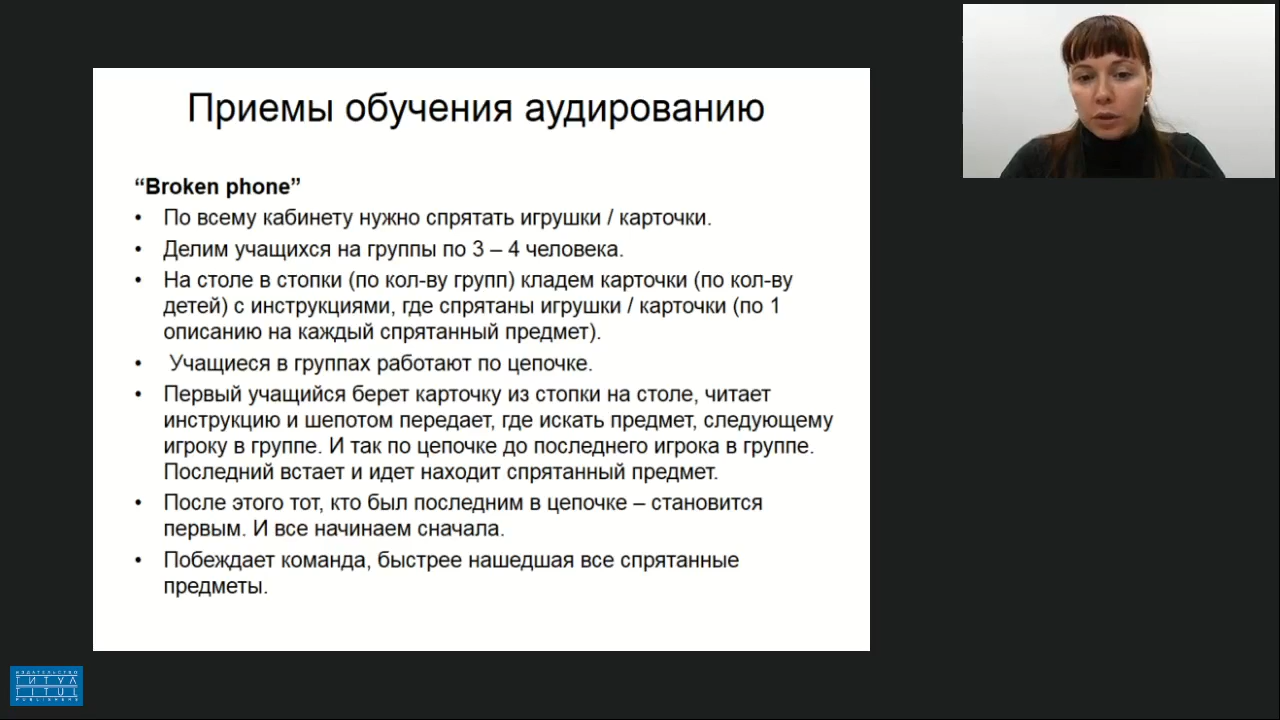 Приемы обучения аудированию
“Broken phone”
• По всему кабинету нужно спрятать игрушки / карточки.
• Делим учащихся на группы по 3 – 4 человека.
• На столе в стопки (по кол-ву групп) кладем карточки (по кол-ву
детей) с инструкциями, где спрятаны игрушки / карточки (по 1
описанию на каждый спрятанный предмет).
• Учащиеся в группах работают по цепочке.
• Первый учащийся берет карточку из стопки на столе, читает
инструкцию и шепотом передает, где искать предмет, следующему
игроку в группе. И так по цепочке до последнего игрока в группе.
Последний встает и идет находит спрятанный предмет.
• После этого тот, кто был последним в цепочке – становится
первым. И все начинаем сначала.
• Побеждает команда, быстрее нашедшая все спрятанные
предметы.
ИЗДАТЕЛЬСТВО
ТИТУЛ
TITUL
PUBLISHERS